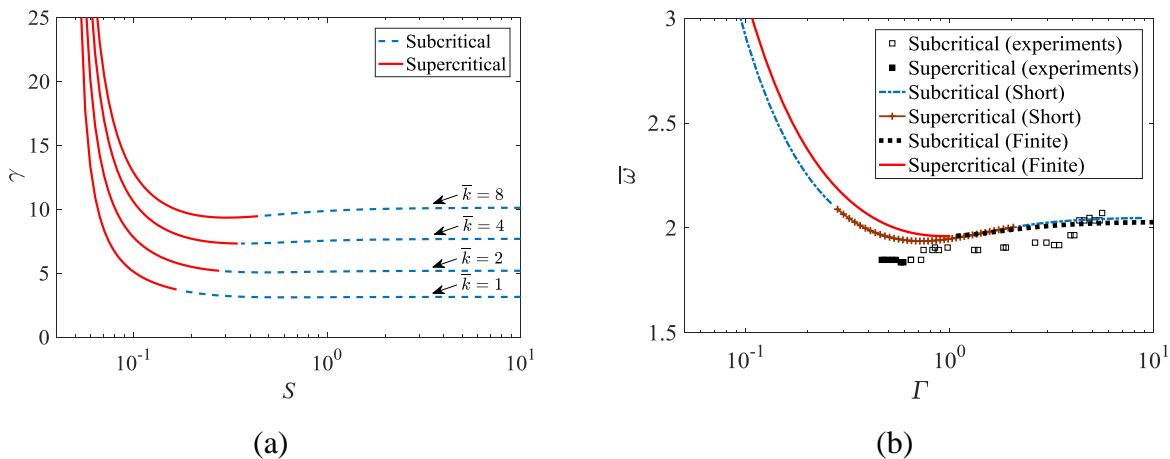 25
20
15
10
5
0
γ
Subcritical
Supercritical
k̅ = 8
k̅ = 4
k̅ = 2
k̅ = 1
10⁻¹
10⁰
10¹
S
(a)
3
2.5
2
1.5
ω̅
Subcritical (experiments)
Supercritical (experiments)
Subcritical (Short)
Supercritical (Short)
Subcritical (Finite)
Supercritical (Finite)
10⁻¹
10⁰
10¹
Γ
(b)